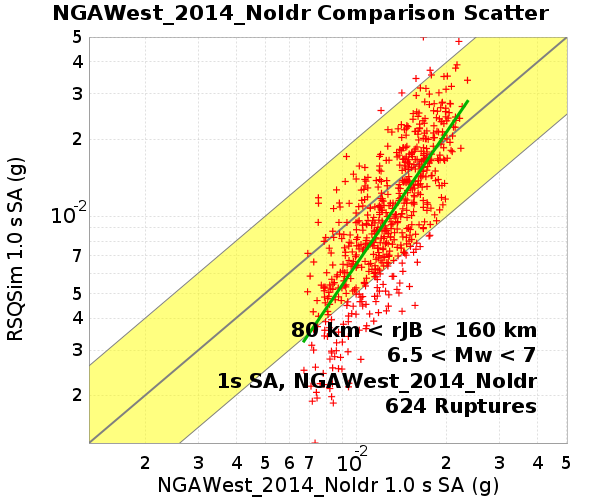 NGAWest_2014_NoIdr Comparison Scatter
RSQSim 1.0 s SA (g)
5
4
3
2
10^-2
7
5
4
3
2
80 km < rJB < 160 km
6.5 < Mw < 7
1s SA, NGAWest_2014_NoIdr
624 Ruptures
2 3 4 5 6 7 10^-2 2 3 4 5
NGAWest_2014_NoIdr 1.0 s SA (g)